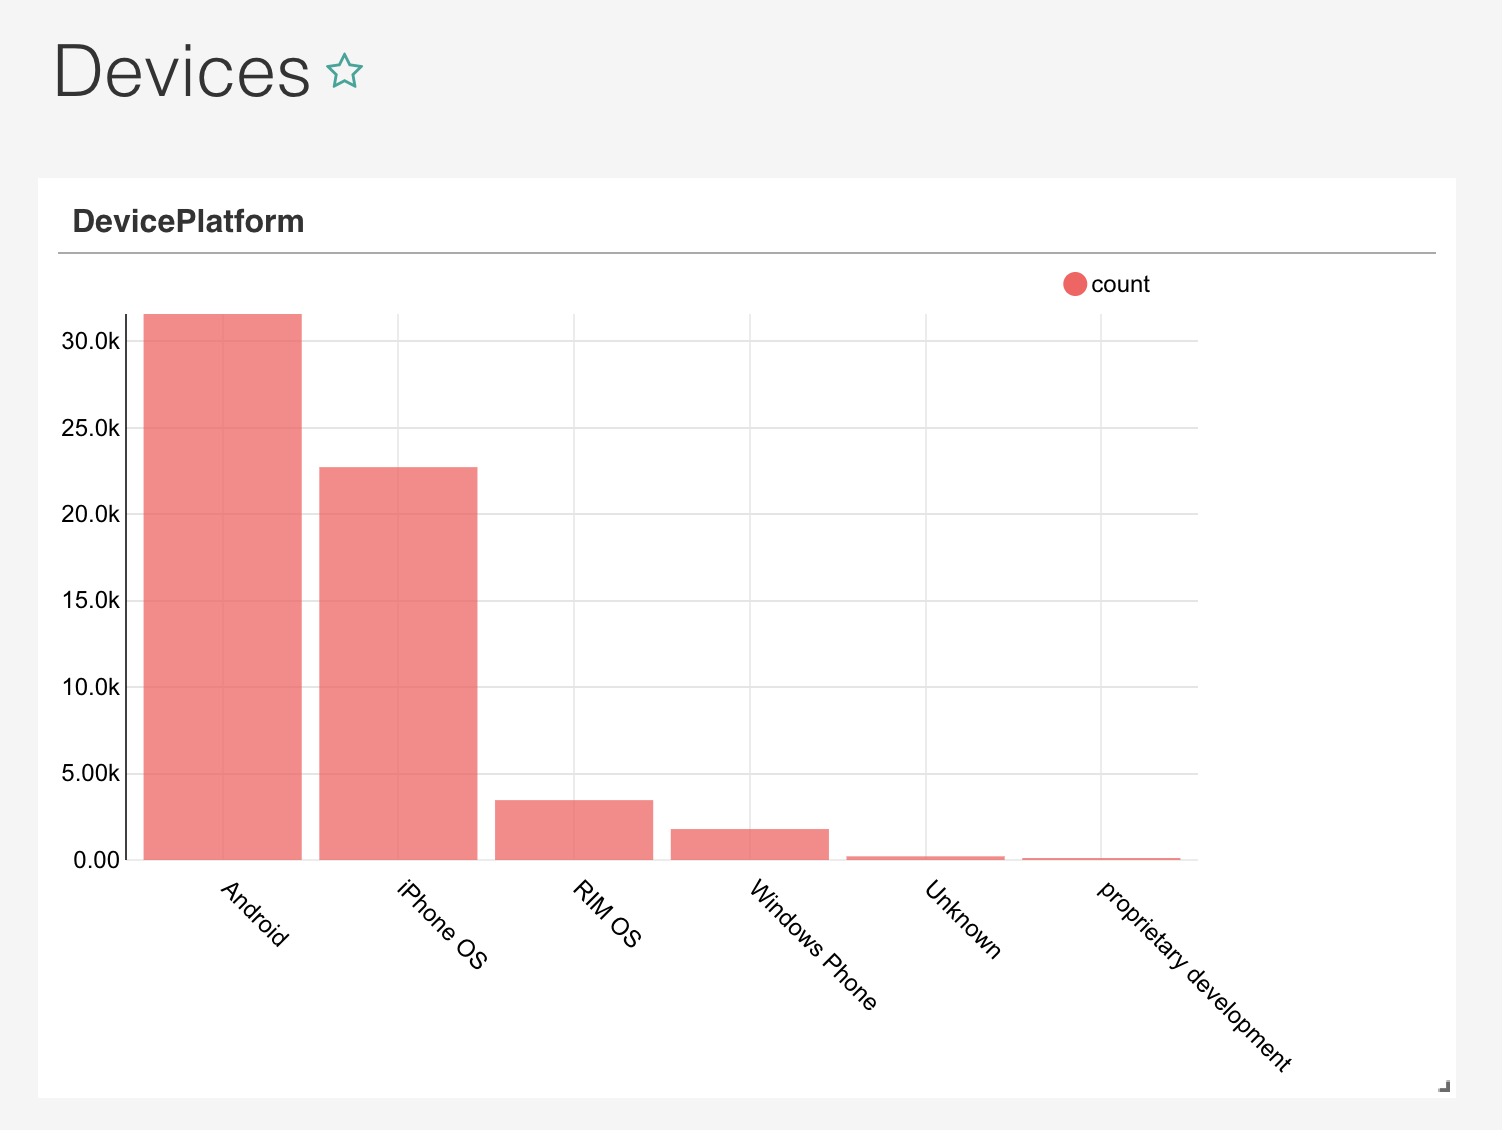 Devices
DevicePlatform
count
30.0k
25.0k
20.0k
15.0k
10.0k
5.00k
0.00
Android
iPhone OS
RIM OS
Windows Phone
Unknown
proprietary development